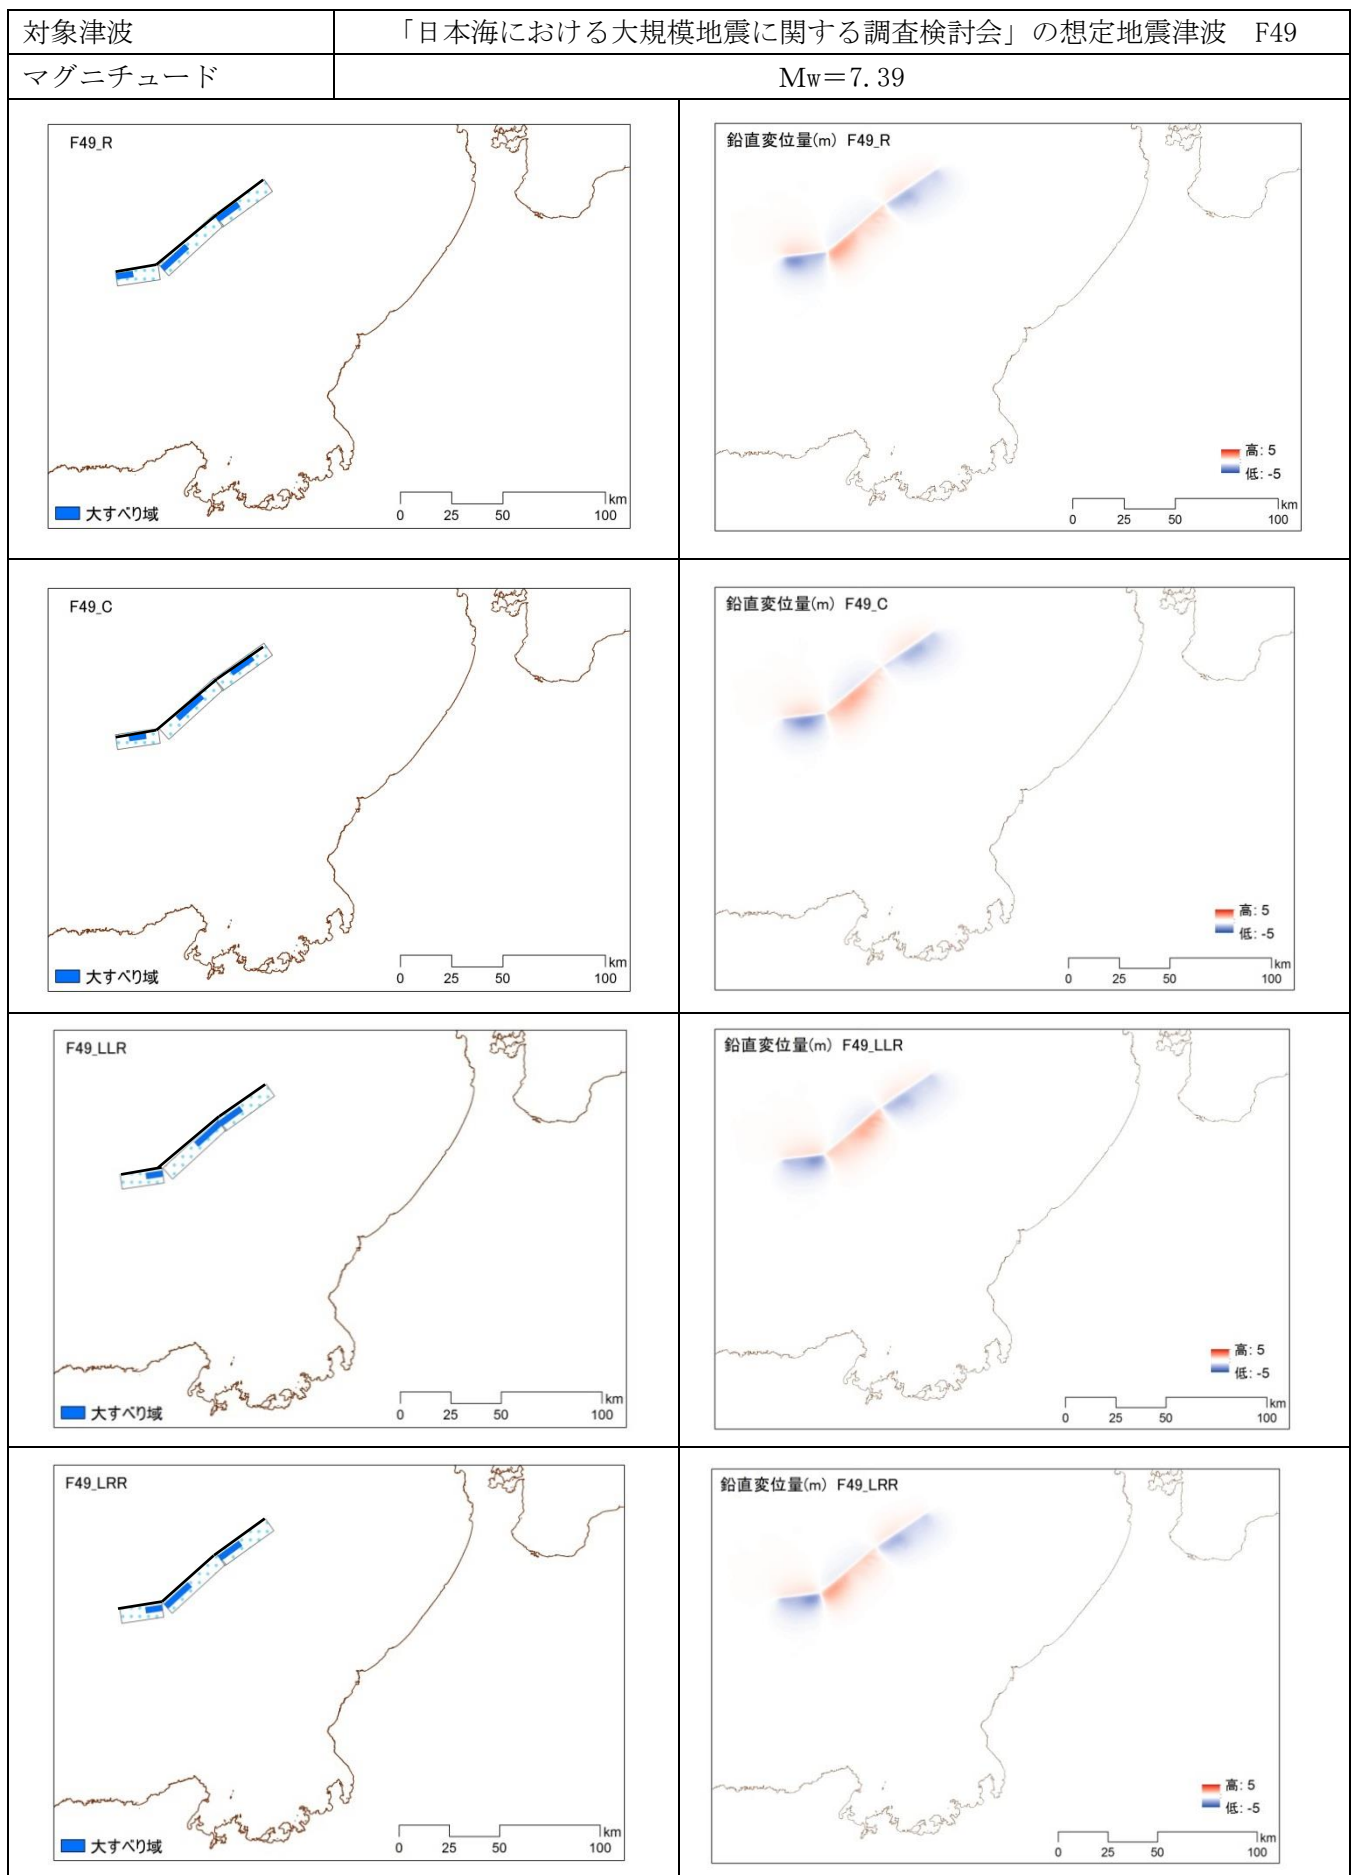 対象津波
「日本海における大規模地震に関する調査検討会」の想定地震津波　F49
マグニチュード
Mw＝7.39
F49_R
大すべり域
km
0 25 50 100
鉛直変位量(m) F49_R
高: 5
低: -5
km
0 25 50 100
F49_C
大すべり域
km
0 25 50 100
鉛直変位量(m) F49_C
高: 5
低: -5
km
0 25 50 100
F49_LLR
大すべり域
km
0 25 50 100
鉛直変位量(m) F49_LLR
高: 5
低: -5
km
0 25 50 100
F49_LRR
大すべり域
km
0 25 50 100
鉛直変位量(m) F49_LRR
高: 5
低: -5
km
0 25 50 100